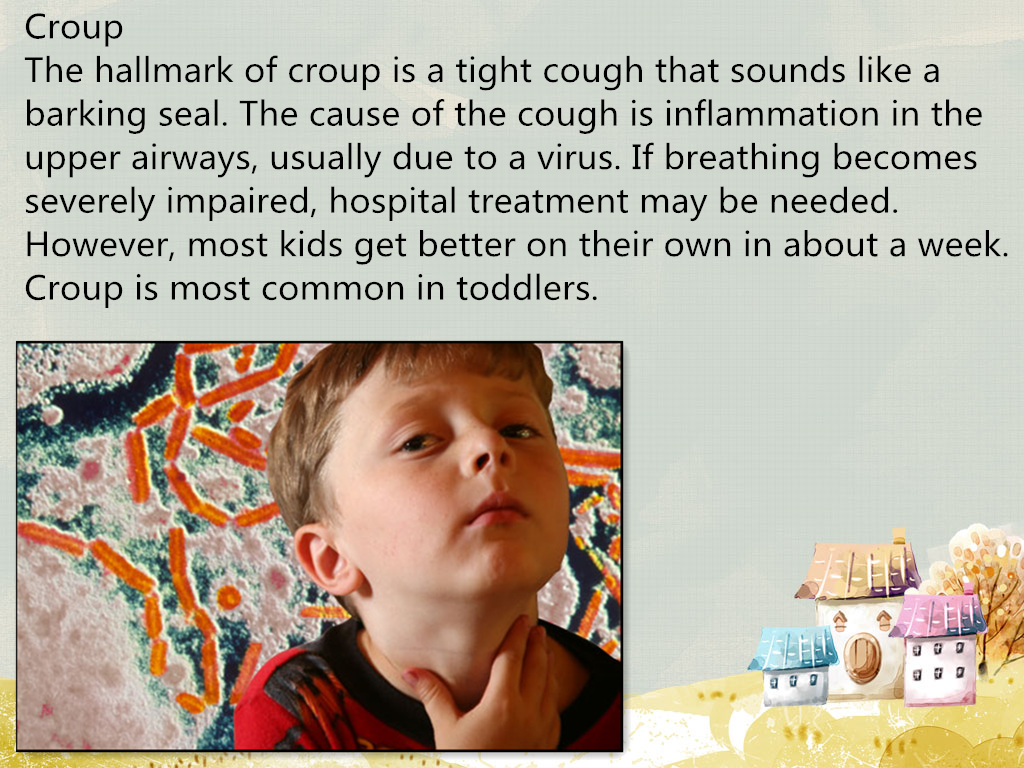 Croup
The hallmark of croup is a tight cough that sounds like a
barking seal. The cause of the cough is inflammation in the
upper airways, usually due to a virus. If breathing becomes
severely impaired, hospital treatment may be needed.
However, most kids get better on their own in about a week.
Croup is most common in toddlers.